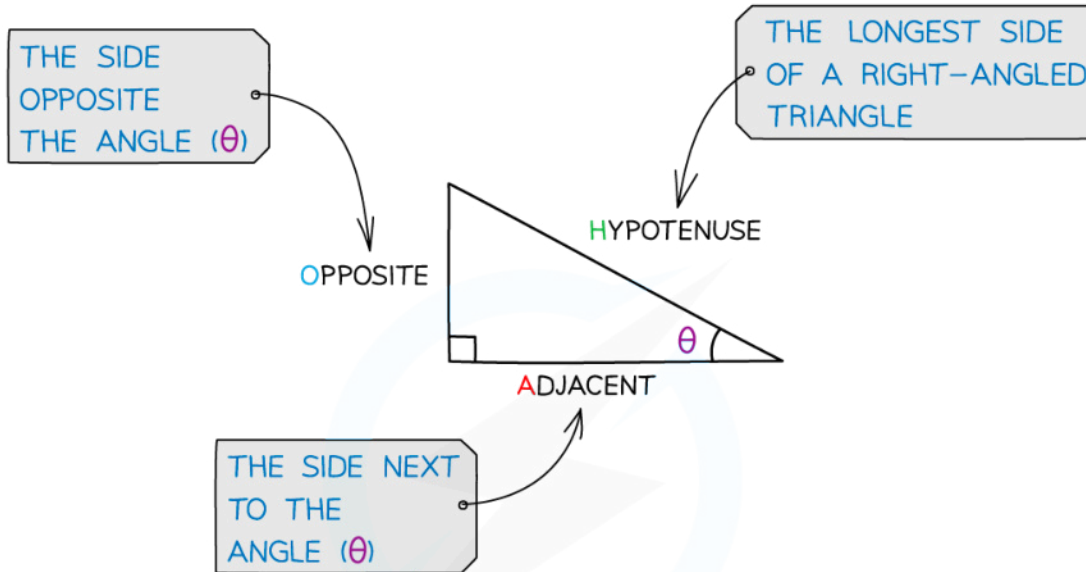 THE SIDE
OPPOSITE
THE ANGLE (θ)
THE LONGEST SIDE
OF A RIGHT-ANGLED
TRIANGLE
HYPOTENUSE
OPPOSITE
θ
ADJACENT
THE SIDE NEXT
TO THE
ANGLE (θ)